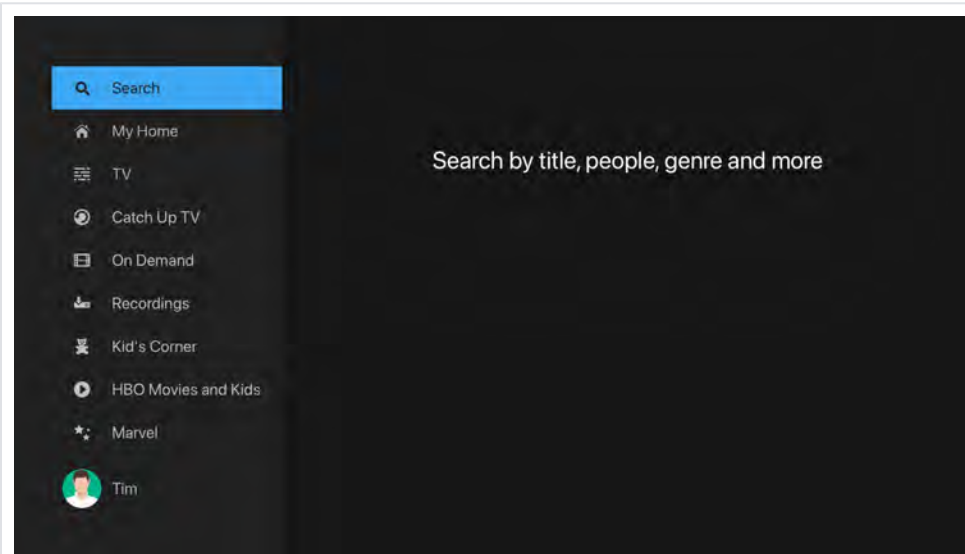 Search
My Home
TV
Catch Up TV
On Demand
Recordings
Kid's Corner
HBO Movies and Kids
Marvel
Tim
Search by title, people, genre and more